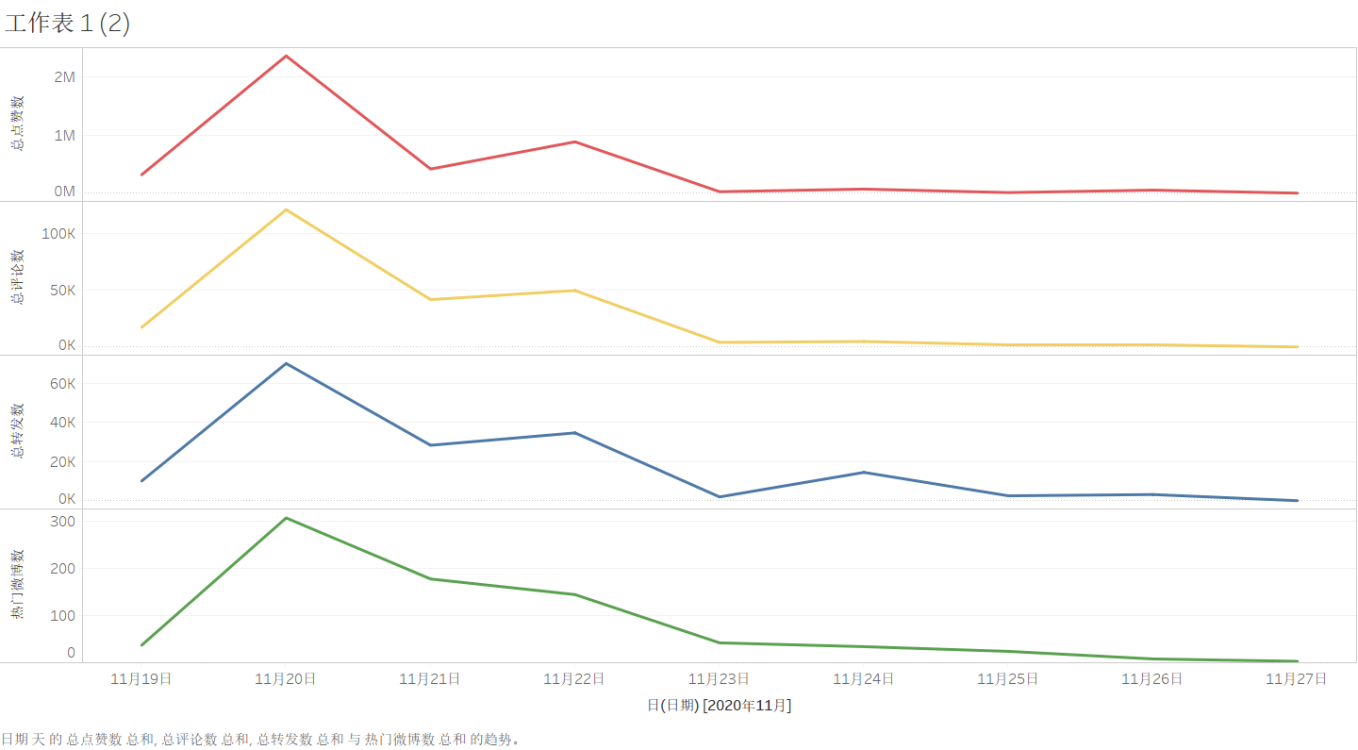 工作表 1 (2)
总点赞数
2M
1M
0M
总评论数
100K
50K
0K
总转发数
60K
40K
20K
0K
热门微博数
300
200
100
0
11月19日 11月20日 11月21日 11月22日 11月23日 11月24日 11月25日 11月26日 11月27日
日(日期) [2020年11月]
日期 天 的 总点赞数 总和, 总评论数 总和, 总转发数 总和 与 热门微博数 总和 的趋势。